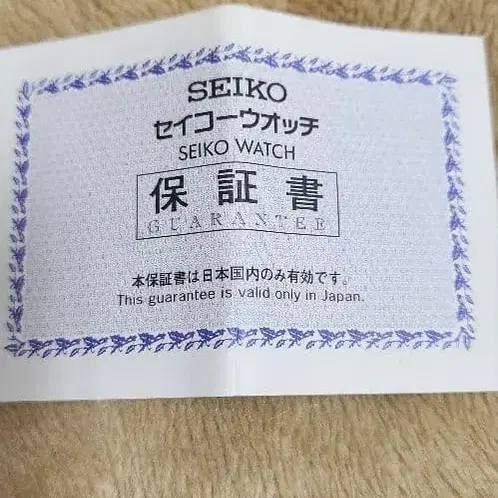 SEIKO
セイコーウオッチ
SEIKO WATCH
保証書
GUARANTEE
本保証書は日本国内のみ有効です。
This guarantee is valid only in Japan.